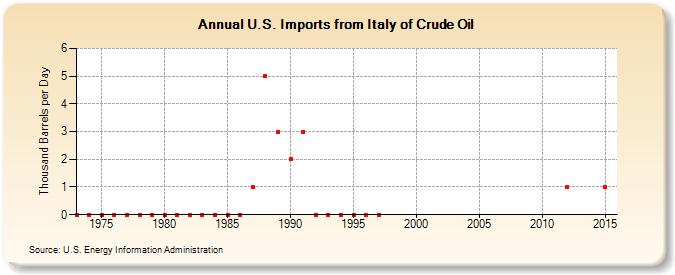 Annual U.S. Imports from Italy of Crude Oil
Thousand Barrels per Day
6
5
4
3
2
1
0
1975 1980 1985 1990 1995 2000 2005 2010 2015
Source: U.S. Energy Information Administration